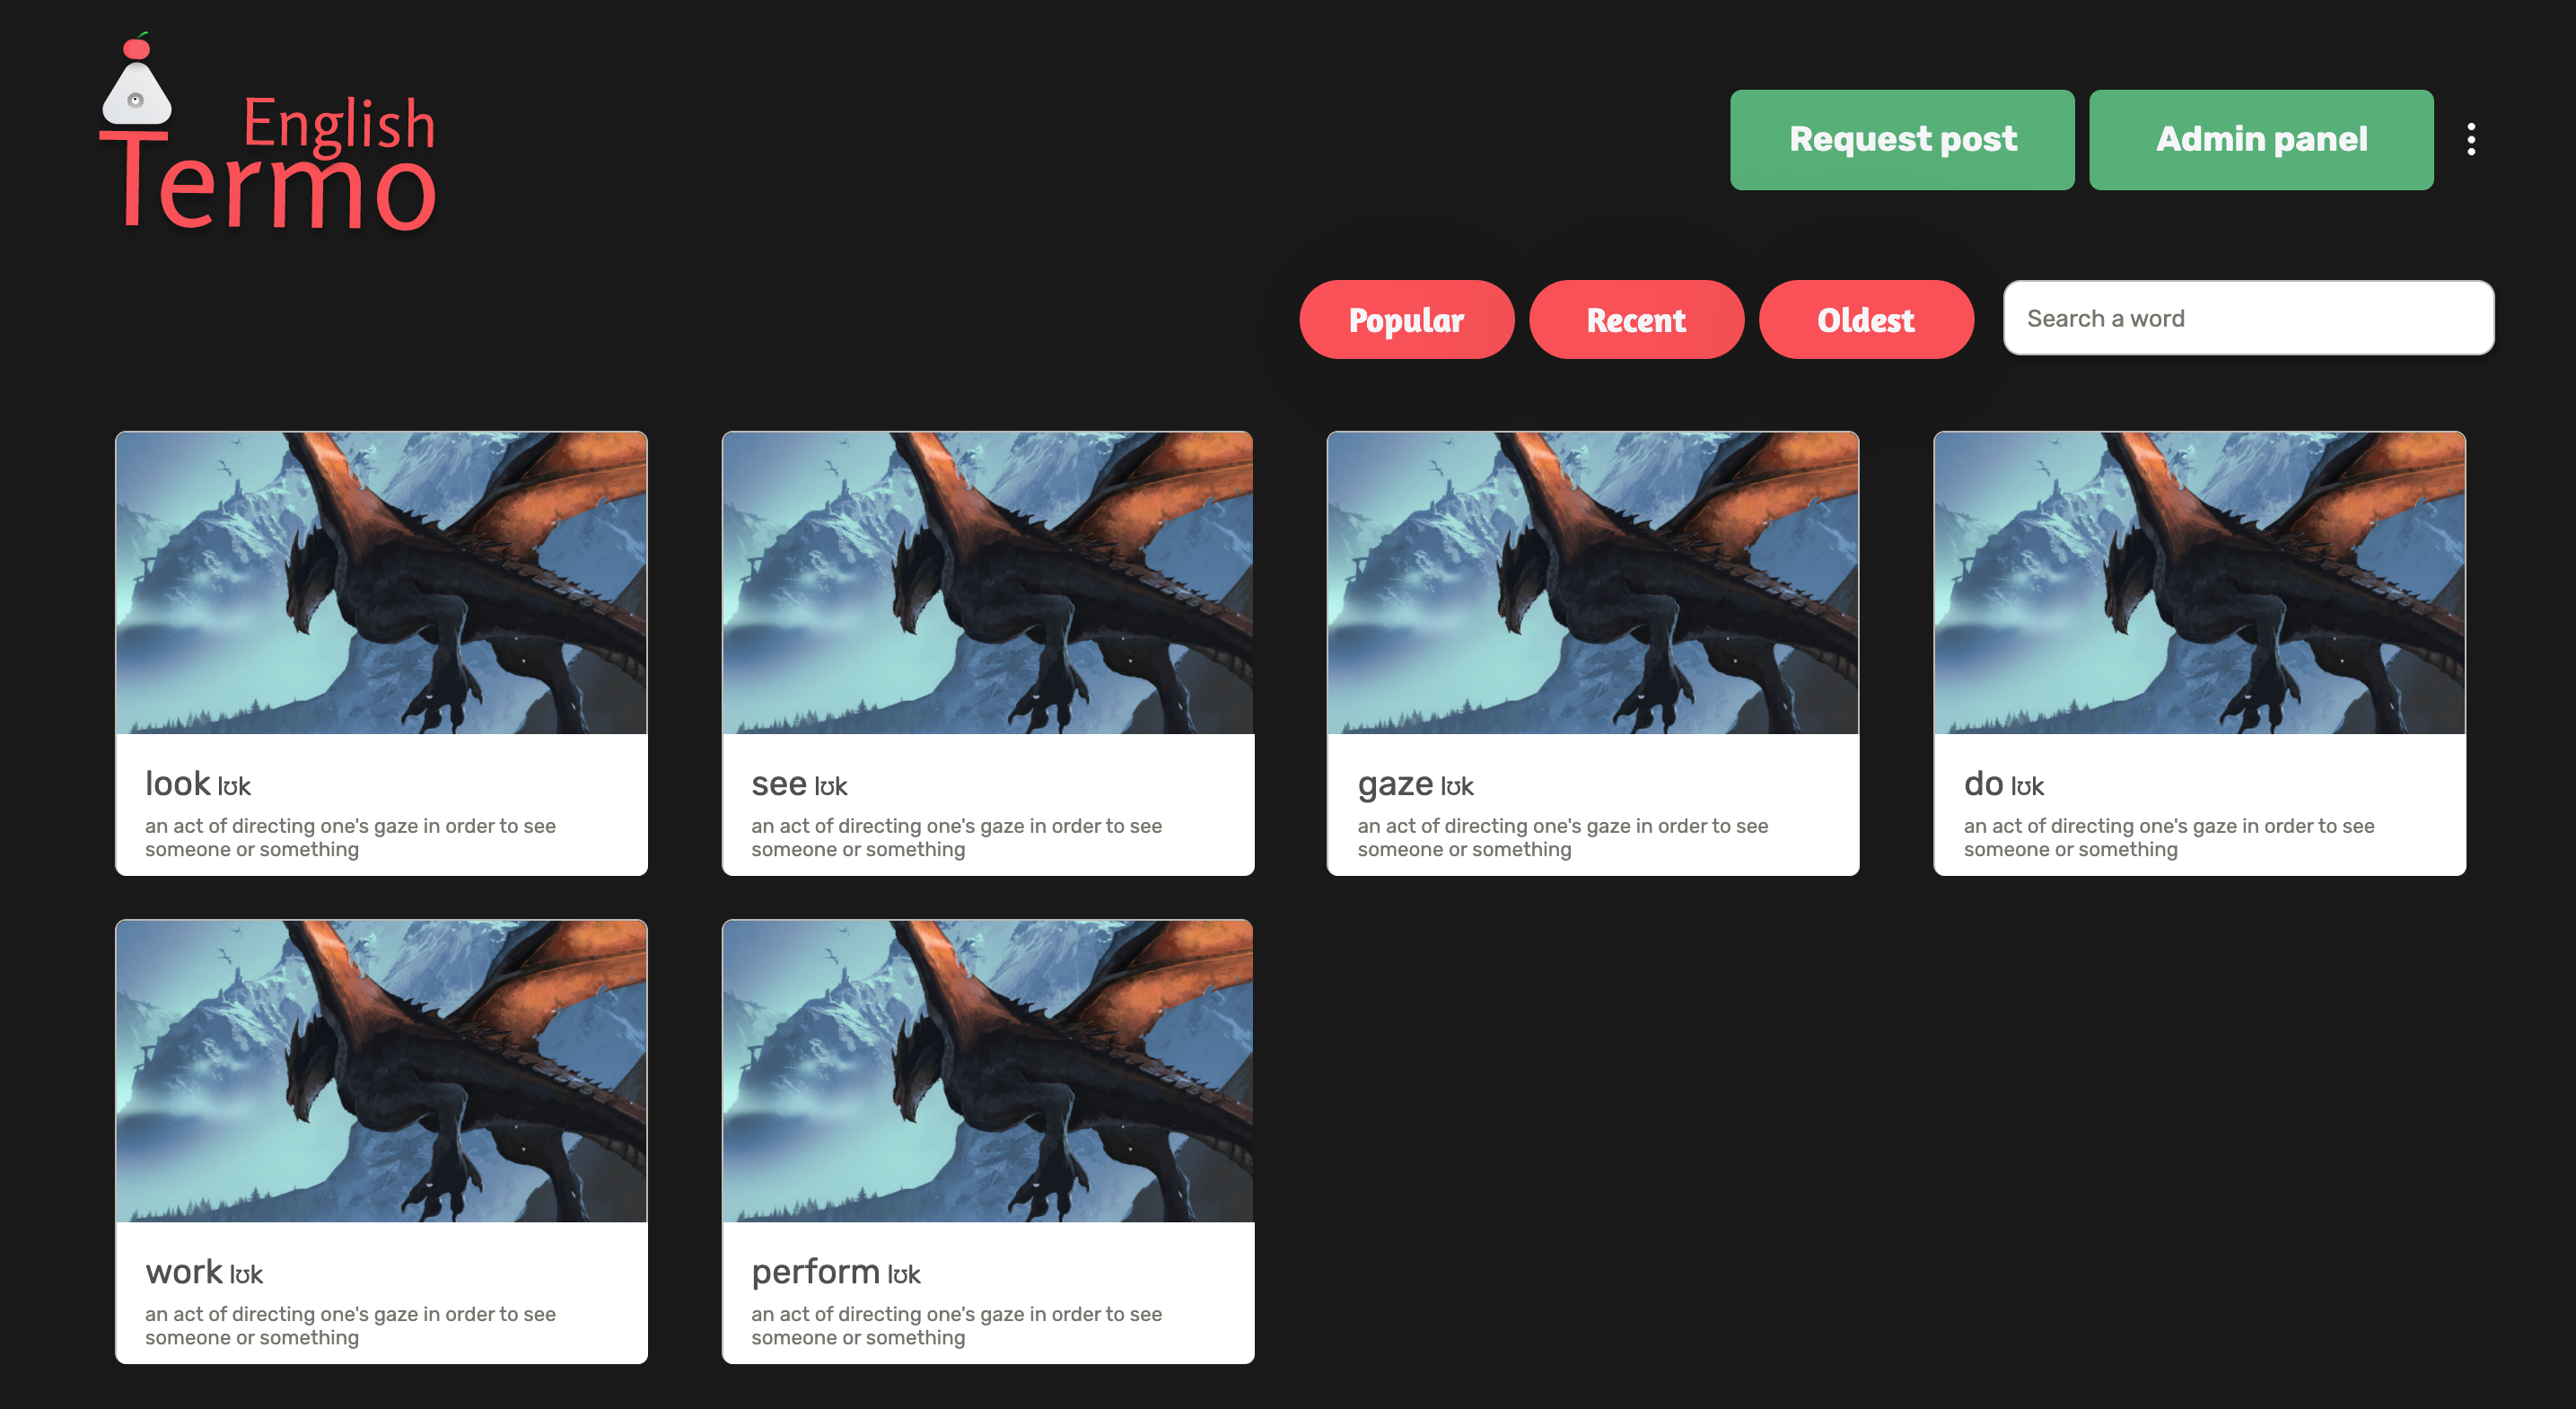 English
Termo
Request post
Admin panel
Popular
Recent
Oldest
Search a word
look lʊk
an act of directing one's gaze in order to see
someone or something
see lʊk
an act of directing one's gaze in order to see
someone or something
gaze lʊk
an act of directing one's gaze in order to see
someone or something
do lʊk
an act of directing one's gaze in order to see
someone or something
work lʊk
an act of directing one's gaze in order to see
someone or something
perform lʊk
an act of directing one's gaze in order to see
someone or something